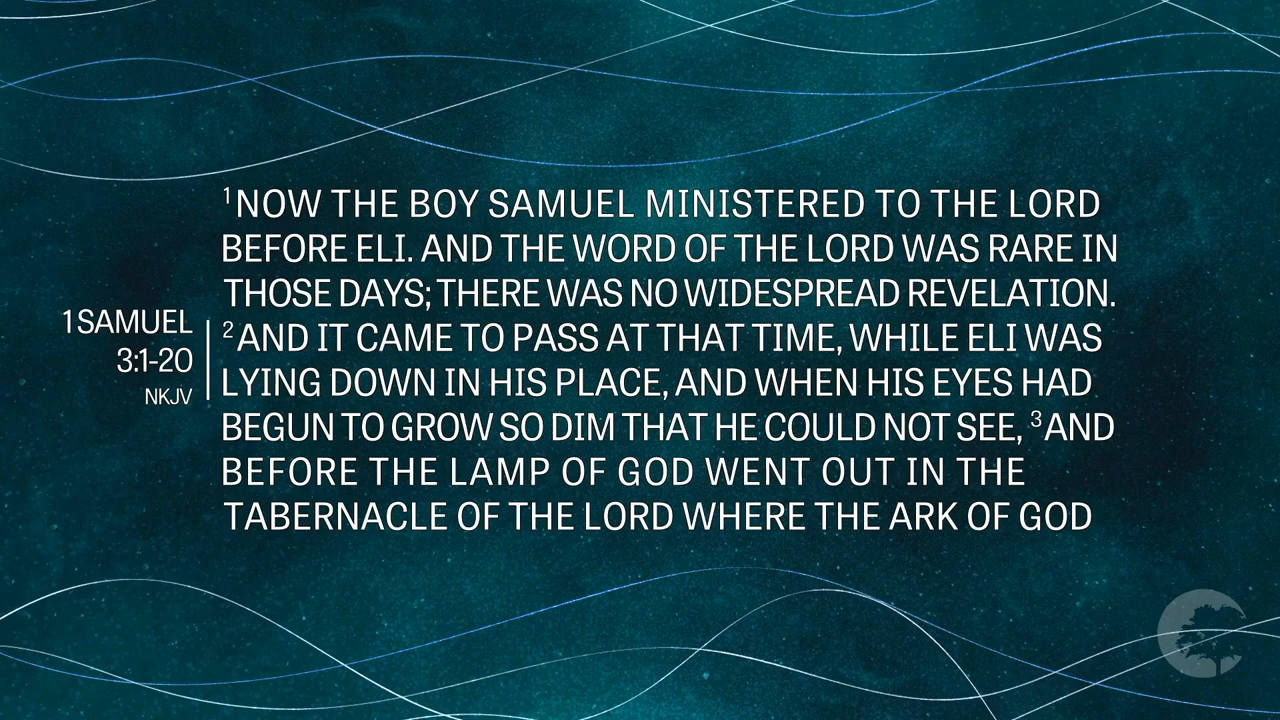 1 SAMUEL
3:1-20
NKJV
¹NOW THE BOY SAMUEL MINISTERED TO THE LORD
BEFORE ELI. AND THE WORD OF THE LORD WAS RARE IN
THOSE DAYS; THERE WAS NO WIDESPREAD REVELATION.
²AND IT CAME TO PASS AT THAT TIME, WHILE ELI WAS
LYING DOWN IN HIS PLACE, AND WHEN HIS EYES HAD
BEGUN TO GROW SO DIM THAT HE COULD NOT SEE, ³AND
BEFORE THE LAMP OF GOD WENT OUT IN THE
TABERNACLE OF THE LORD WHERE THE ARK OF GOD